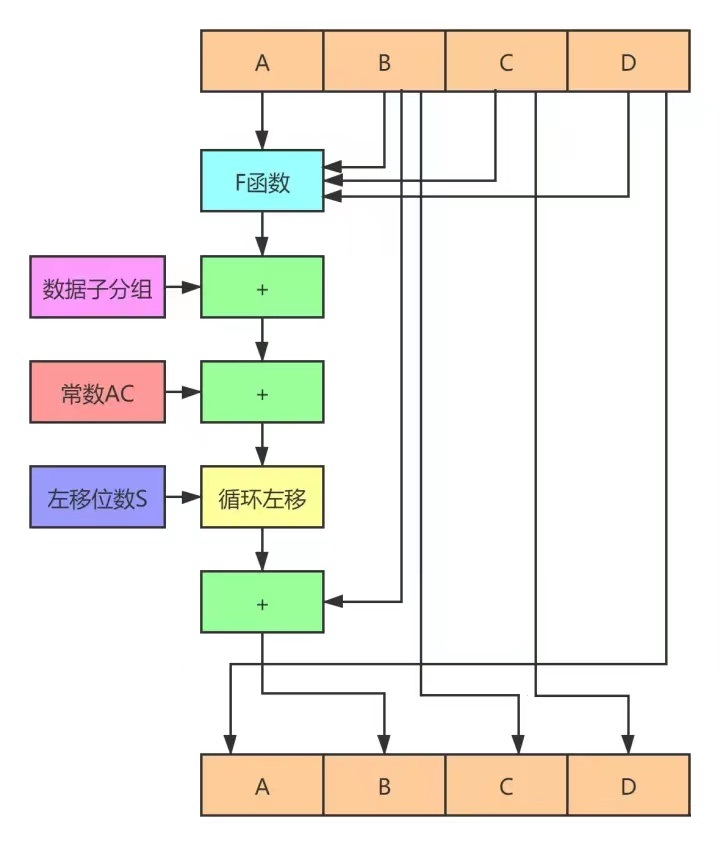 A B C D
F函数
数据子分组 +
常数AC +
左移位数S 循环左移
+
A B C D